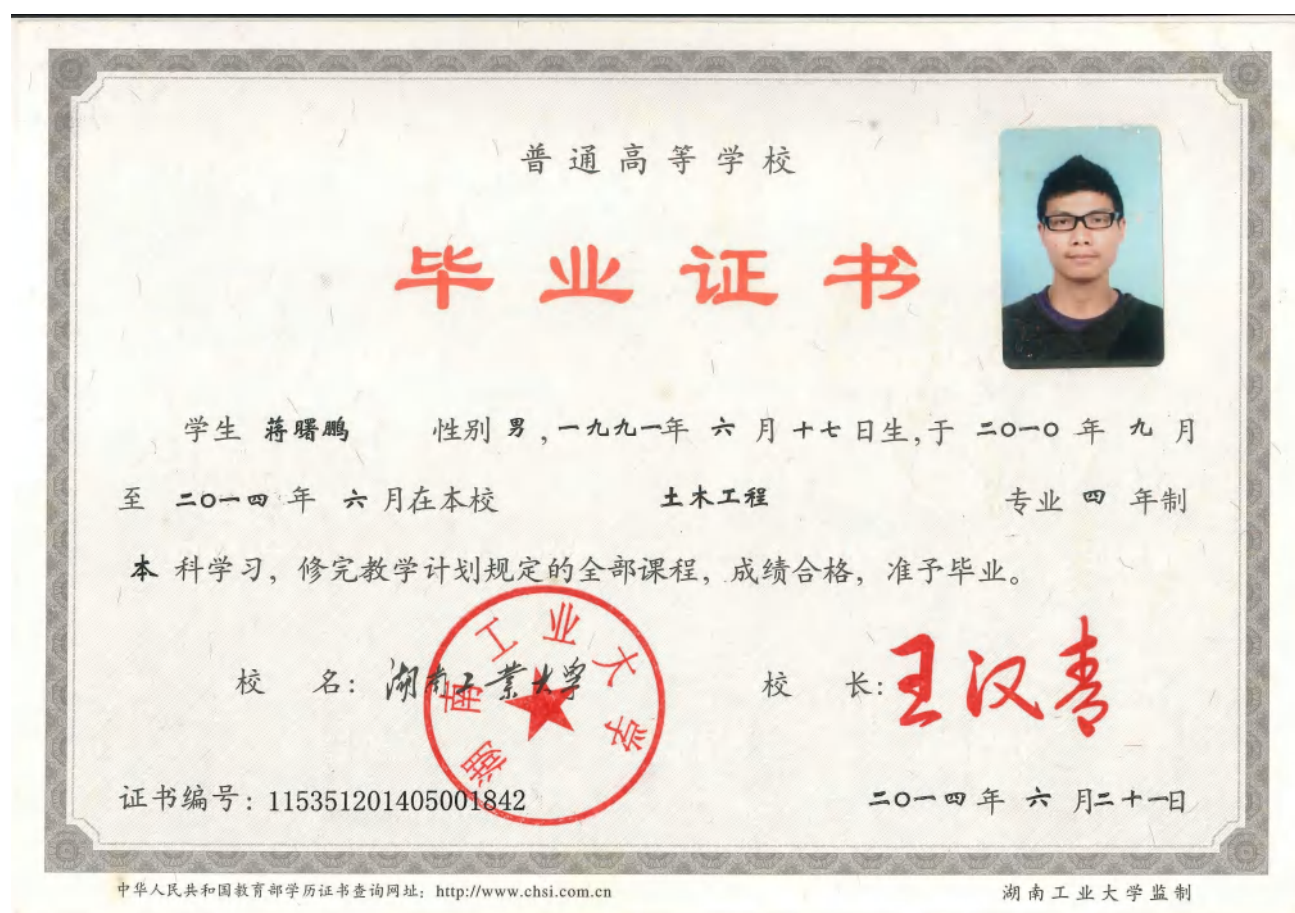 普通高等学校
毕业证书
学生 蒋曙鹏 性别 男,一九九一年 六 月 十七 日生,于 二〇一〇 年 九 月
至 二〇一四 年 六 月在本校 土木工程 专业 四 年制
本 科学习，修完教学计划规定的全部课程，成绩合格，准予毕业。
校 名：湖南工業大学 校 长：王汉青
湖南工业大学
证书编号：115351201405001842 二〇一四 年 六 月二十一日
中华人民共和国教育部学历证书查询网址：http://www.chsi.com.cn 湖南工业大学监制